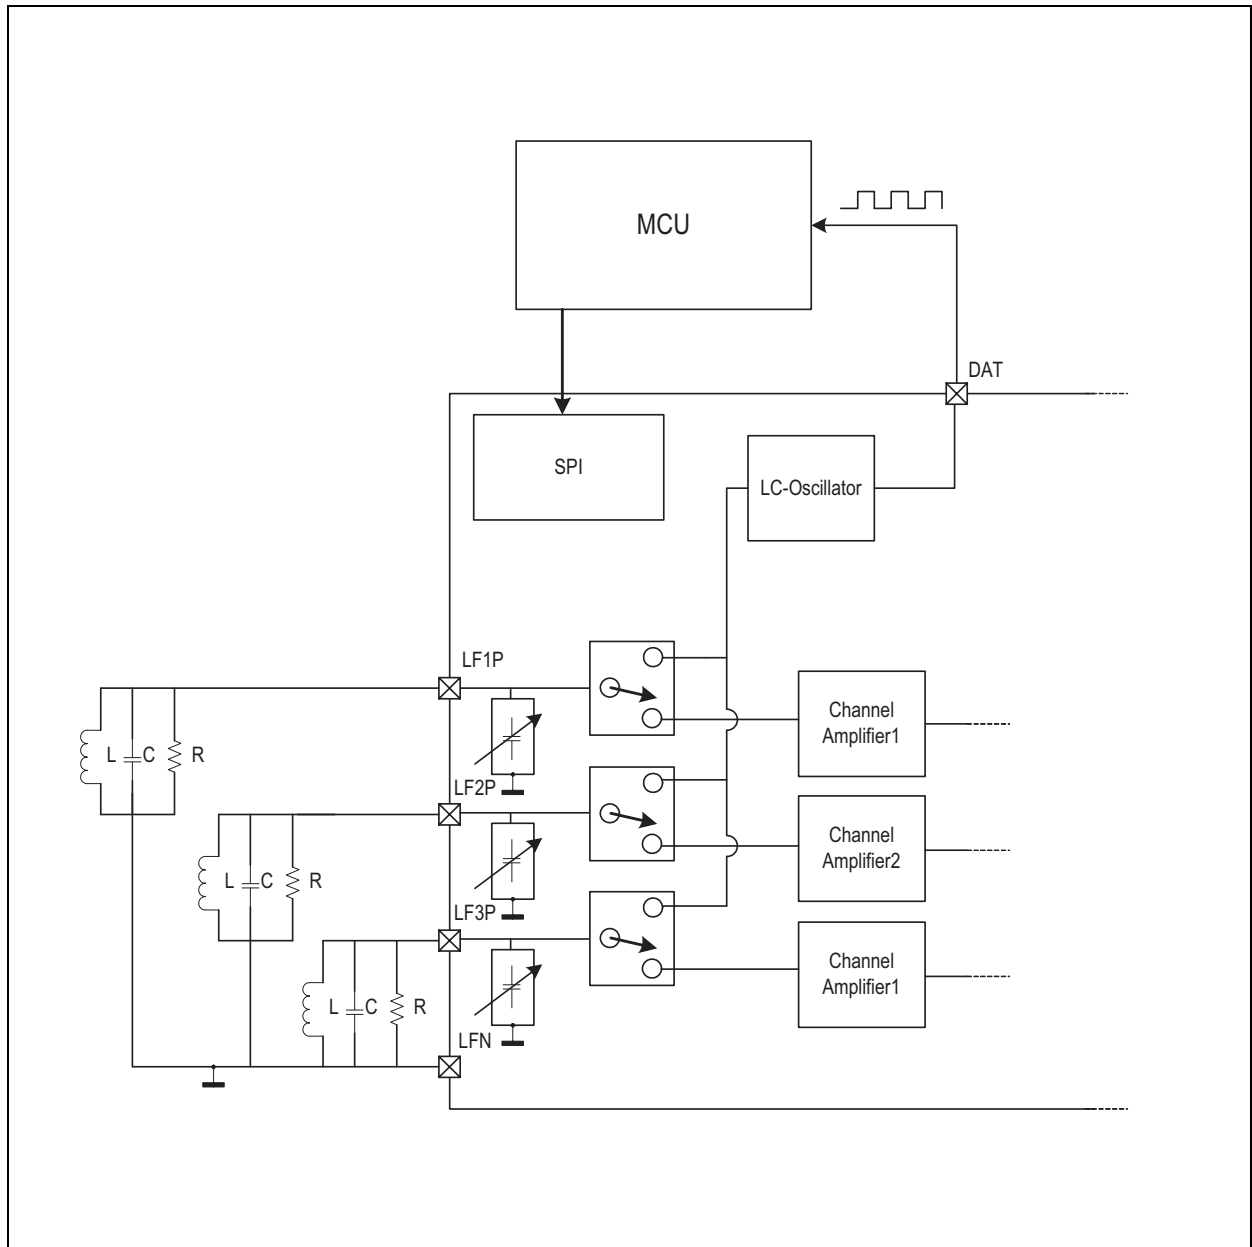 MCU
DAT
SPI
LC-Oscillator
LF1P
Channel
Amplifier1
L C R
LF2P
Channel
Amplifier2
L C R
LF3P
Channel
Amplifier1
L C R
LFN